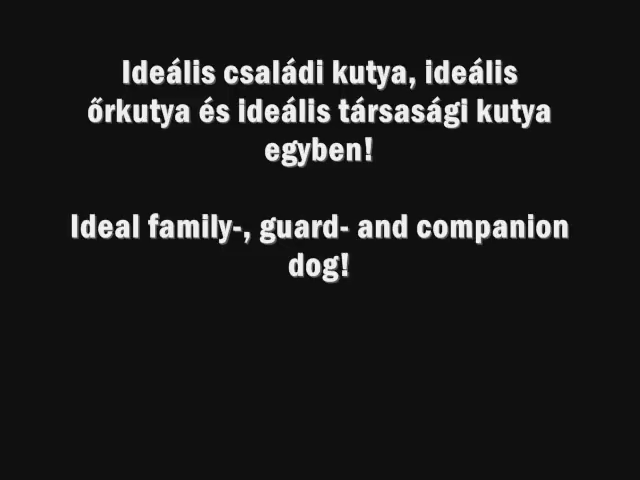 Ideális családi kutya, ideális
őrkutya és ideális társasági kutya
egyben!
Ideal family-, guard- and companion
dog!